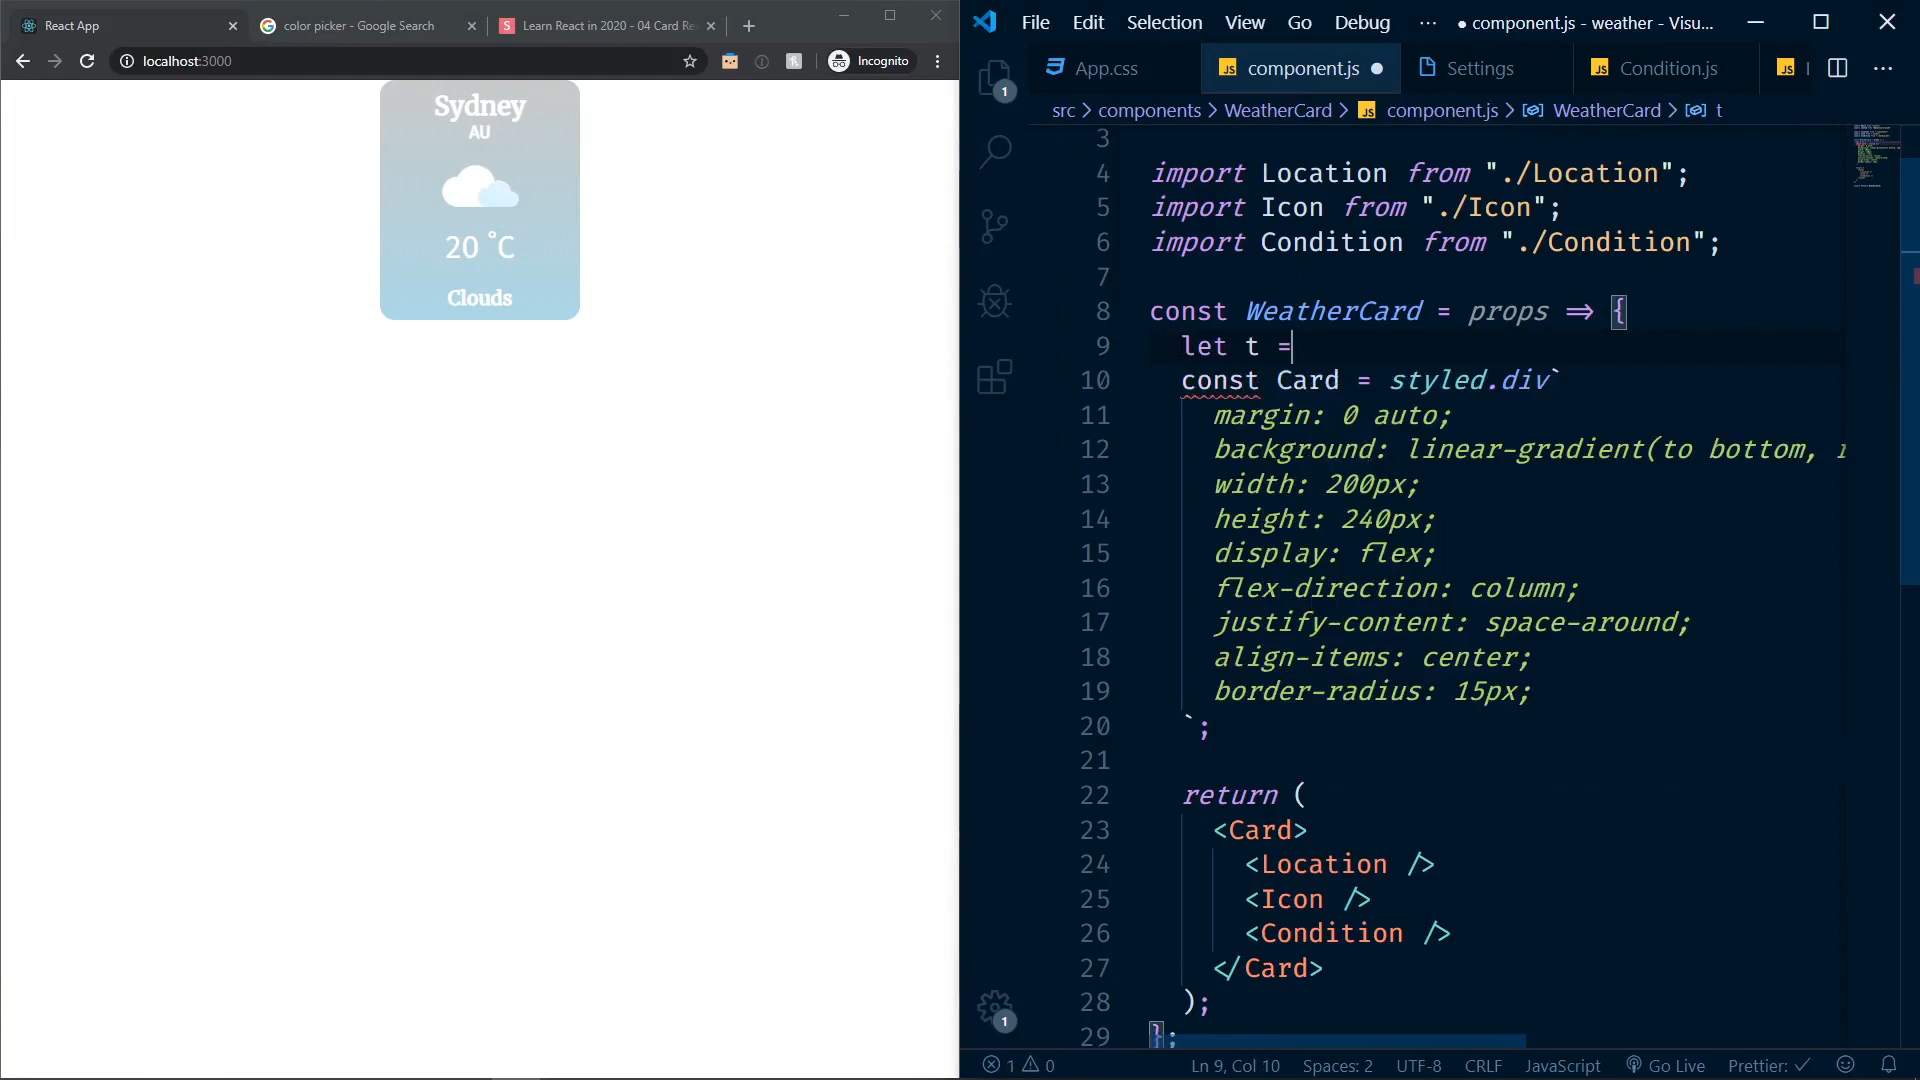 React App
color picker - Google Search
Learn React in 2020 - 04 Card Re
localhost:3000
Incognito
Sydney
AU
20 °C
Clouds
File Edit Selection View Go Debug ··· ● component.js - weather - Visu...
App.css
JS component.js ●
Settings
JS Condition.js
JS
src > components > WeatherCard > JS component.js > WeatherCard > t
3
4 import Location from "./Location";
5 import Icon from "./Icon";
6 import Condition from "./Condition";
7
8 const WeatherCard = props => {
9 let t =
10 const Card = styled.div`
11 margin: 0 auto;
12 background: linear-gradient(to bottom,
13 width: 200px;
14 height: 240px;
15 display: flex;
16 flex-direction: column;
17 justify-content: space-around;
18 align-items: center;
19 border-radius: 15px;
20 `;
21
22 return (
23 <Card>
24 <Location />
25 <Icon />
26 <Condition />
27 </Card>
28 );
29 };
1
1
1 0
Ln 9, Col 10
Spaces: 2
UTF-8
CRLF
JavaScript
Go Live
Prettier: ✓